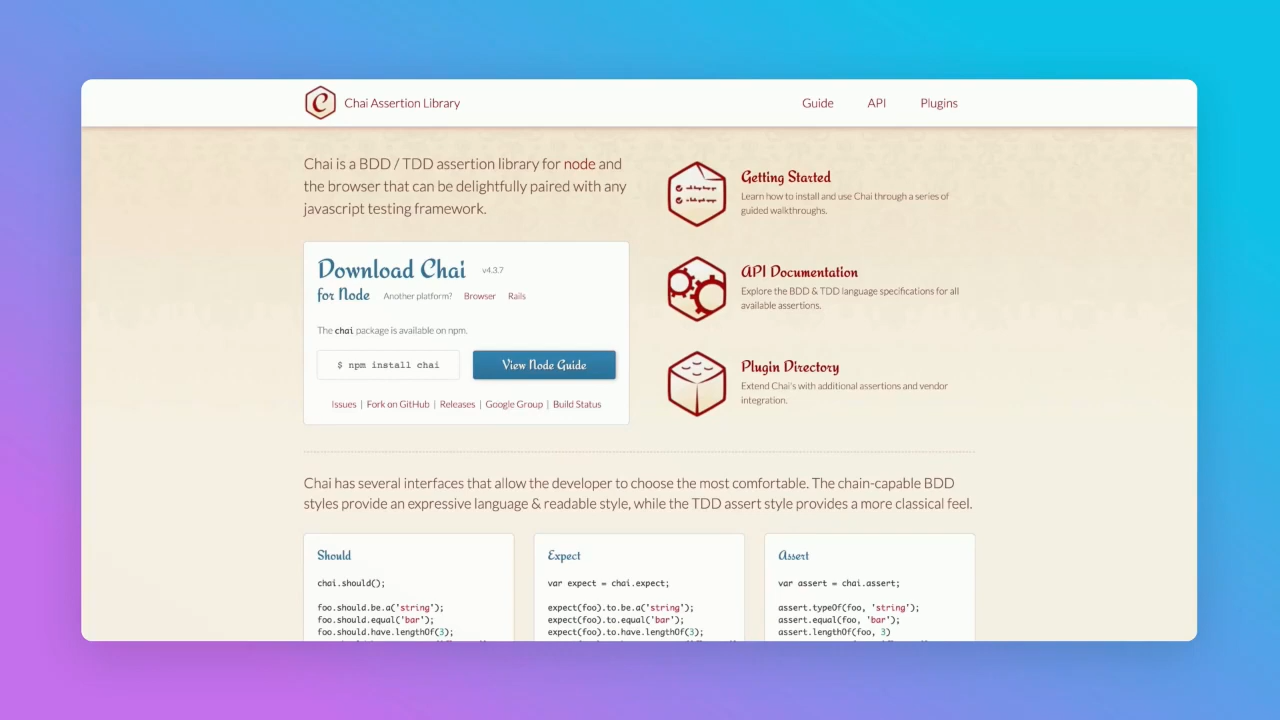 Chai Assertion Library
Guide
API
Plugins
Chai is a BDD / TDD assertion library for node and
the browser that can be delightfully paired with any
javascript testing framework.
Download Chai
v4.3.7
for Node
Another platform?
Browser
Rails
The chai package is available on npm.
$ npm install chai
View Node Guide
Issues | Fork on GitHub | Releases | Google Group | Build Status
Getting Started
Learn how to install and use Chai through a series of
guided walkthroughs.
API Documentation
Explore the BDD & TDD language specifications for all
available assertions.
Plugin Directory
Extend Chai's with additional assertions and vendor
integration.
Chai has several interfaces that allow the developer to choose the most comfortable. The chain-capable BDD
styles provide an expressive language & readable style, while the TDD assert style provides a more classical feel.
Should
chai.should();
foo.should.be.a('string');
foo.should.equal('bar');
foo.should.have.lengthOf(3);
Expect
var expect = chai.expect;
expect(foo).to.be.a('string');
expect(foo).to.equal('bar');
expect(foo).to.have.lengthOf(3);
Assert
var assert = chai.assert;
assert.typeOf(foo, 'string');
assert.equal(foo, 'bar');
assert.lengthOf(foo, 3)